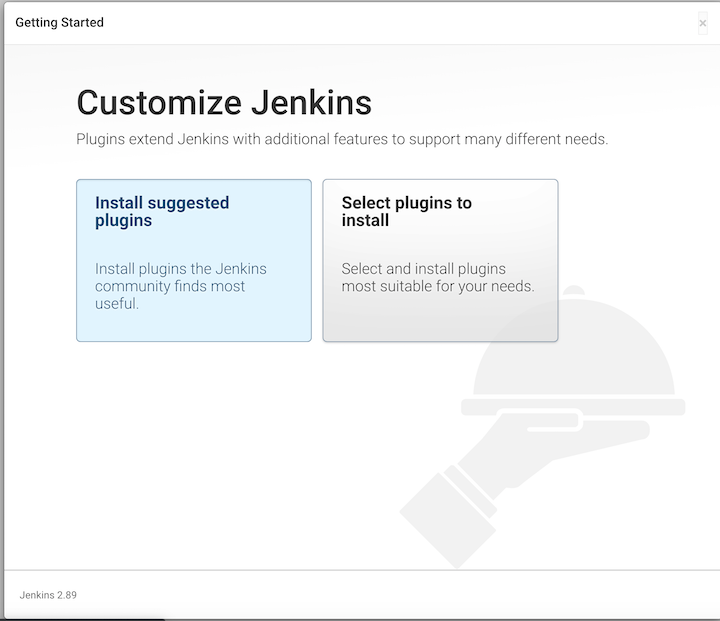 Getting Started
×
Customize Jenkins
Plugins extend Jenkins with additional features to support many different needs.
Install suggested
plugins
Install plugins the Jenkins
community finds most
useful.
Select plugins to
install
Select and install plugins
most suitable for your needs.
Jenkins 2.89